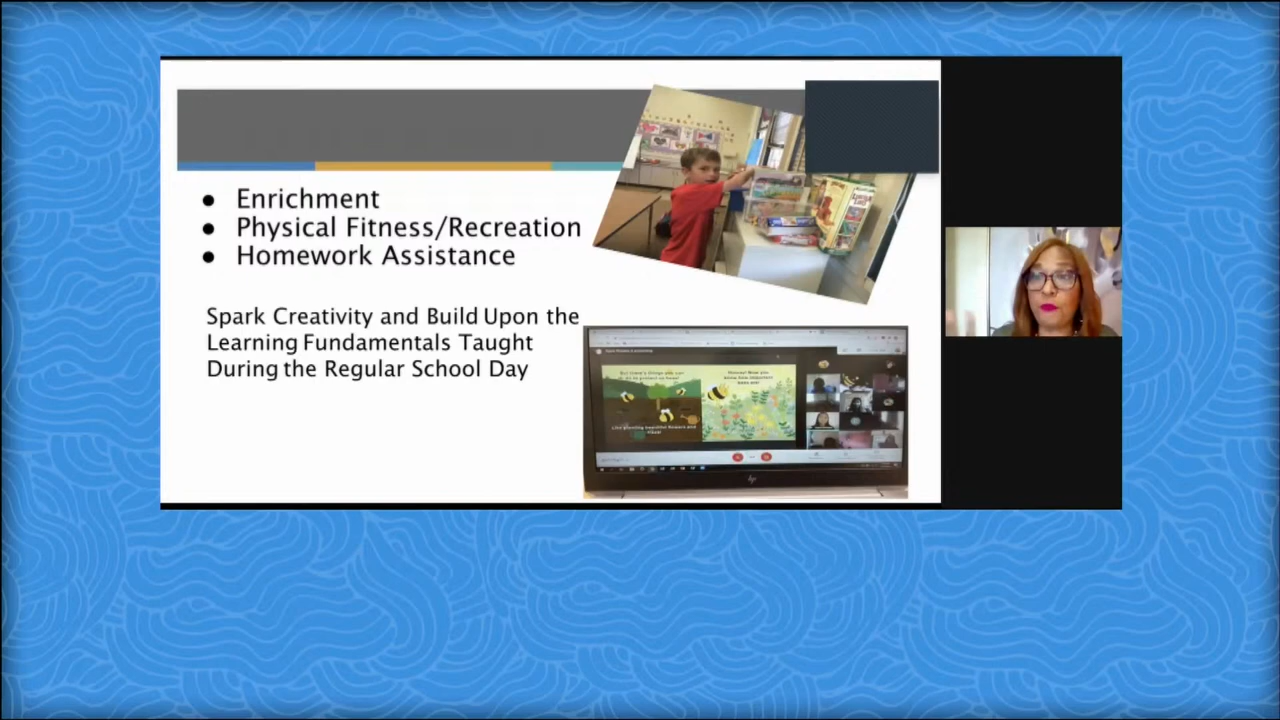 Enrichment
Physical Fitness/Recreation
Homework Assistance
Spark Creativity and Build Upon the
Learning Fundamentals Taught
During the Regular School Day
hp